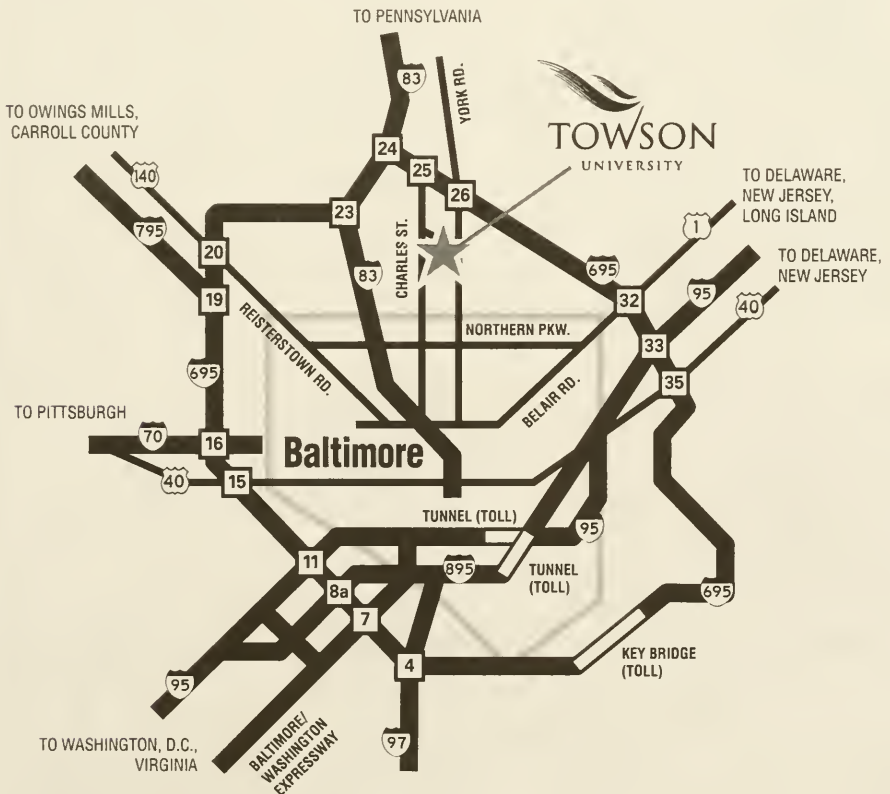 TO PENNSYLVANIA
83
YORK RD.
TOWSON
UNIVERSITY
TO OWINGS MILLS,
CARROLL COUNTY
140
795
24
25
26
23
20
19
83
CHARLES ST.
TO DELAWARE,
NEW JERSEY,
LONG ISLAND
1
TO DELAWARE,
NEW JERSEY
695
95
40
32
33
35
REISTERSTOWN RD.
NORTHERN PKW.
BELAIR RD.
695
TO PITTSBURGH
70
16
Baltimore
40
15
TUNNEL (TOLL)
95
11
895
TUNNEL
(TOLL)
8a
7
695
4
KEY BRIDGE
(TOLL)
95
97
TO WASHINGTON, D.C.,
VIRGINIA
BALTIMORE/
WASHINGTON
EXPRESSWAY